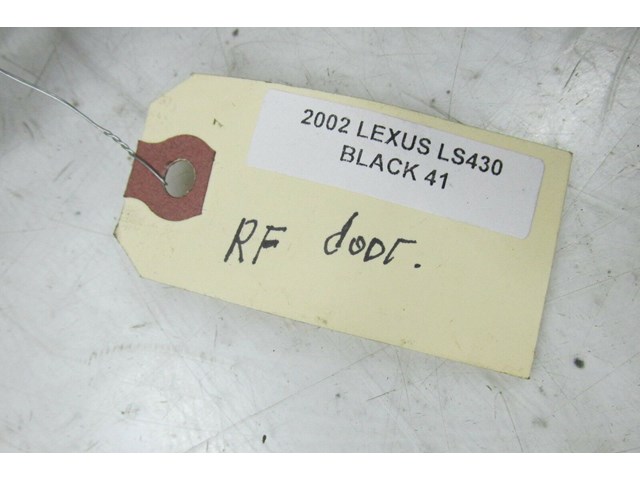 2002 LEXUS LS430
BLACK 41
RF door.